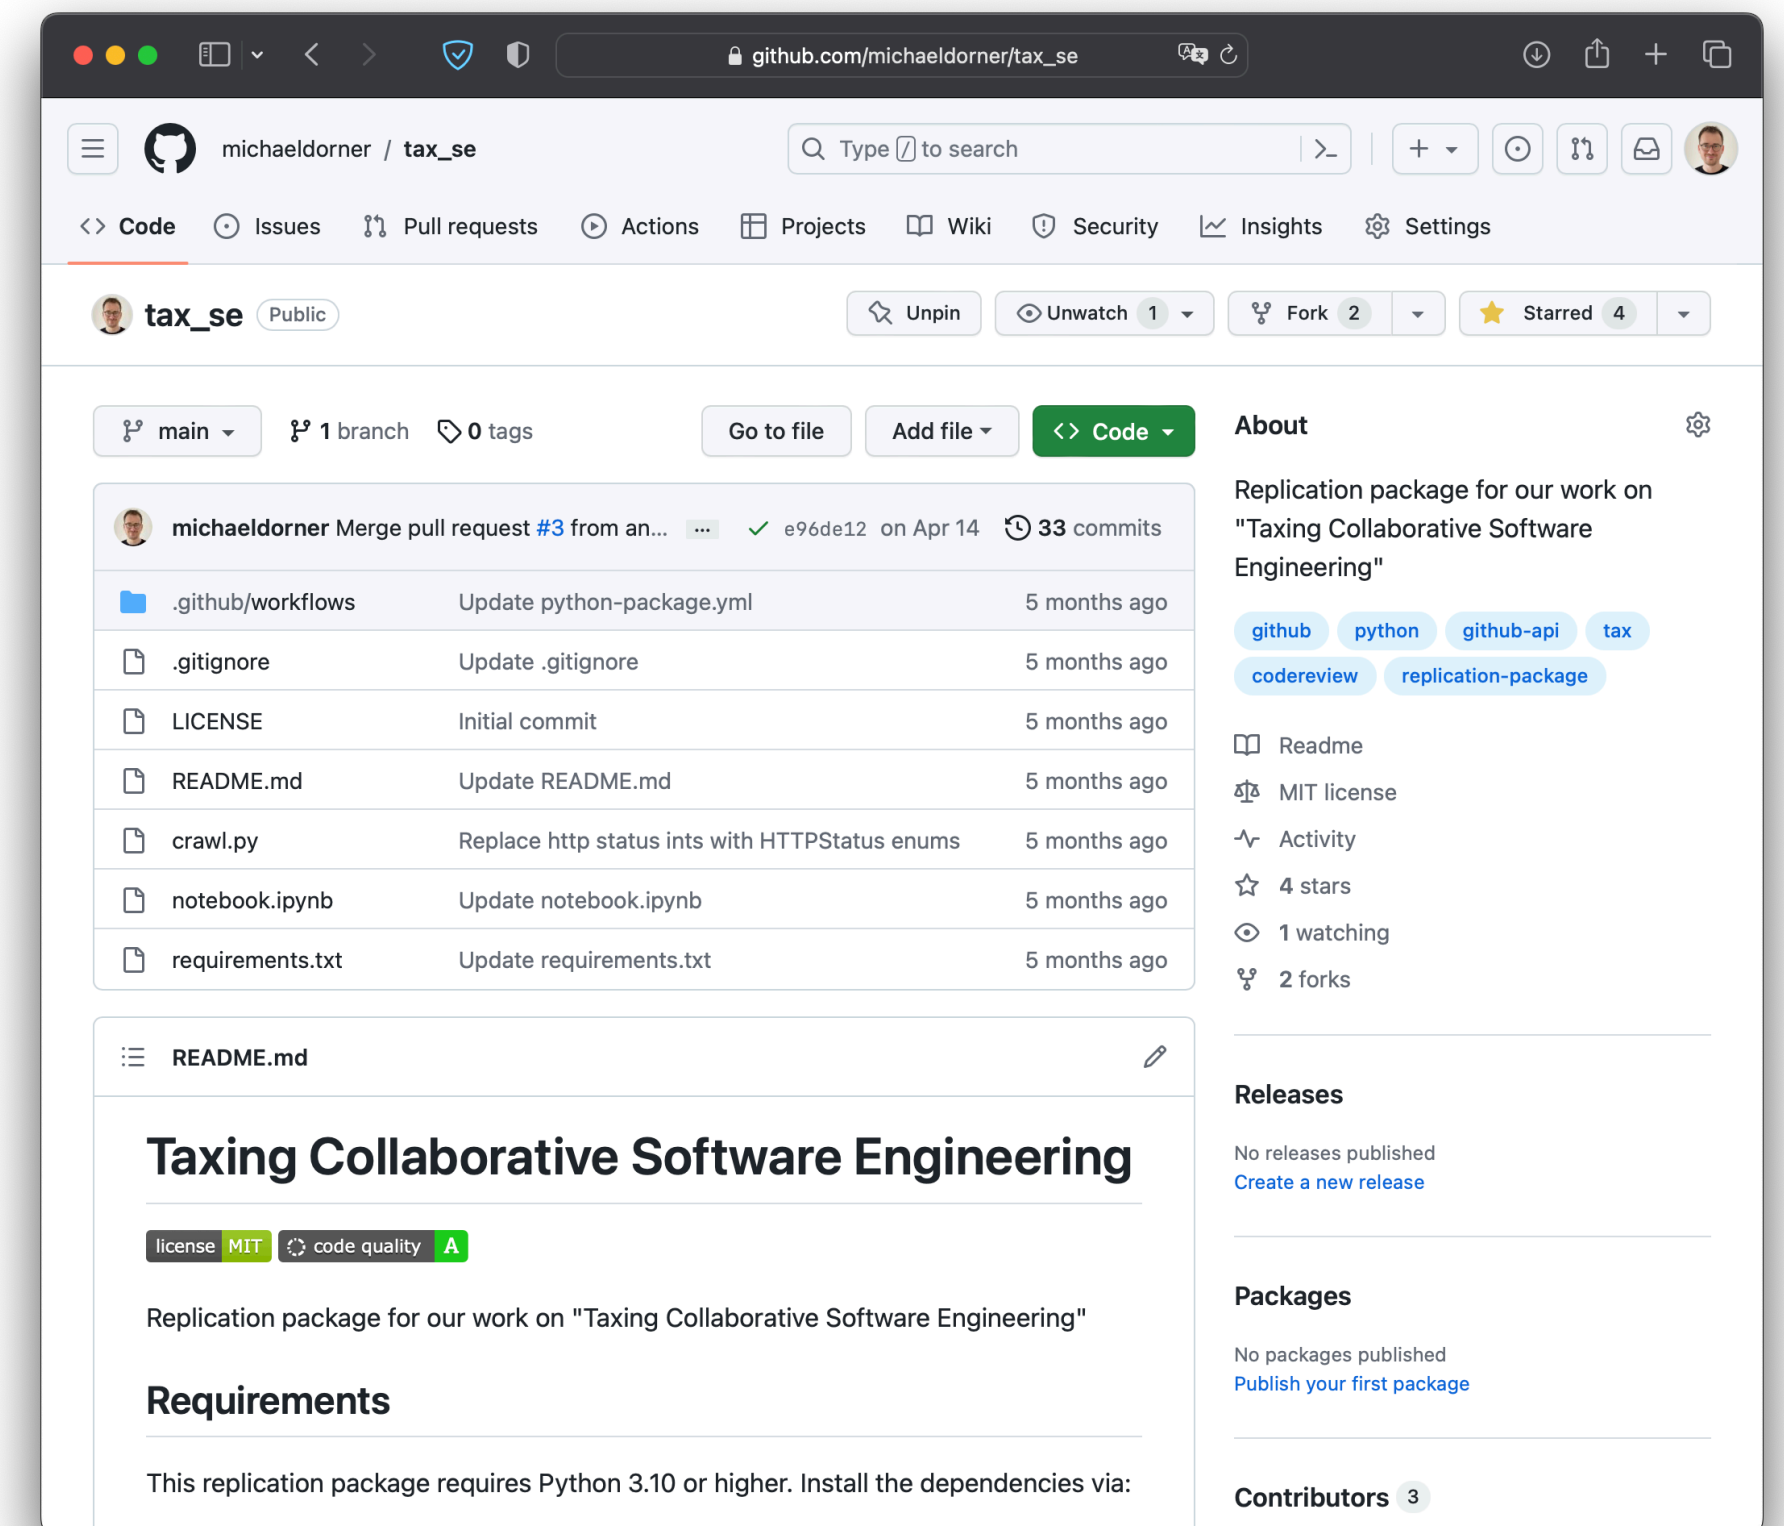 github.com/michaeldorner/tax_se
michaeldorner / tax_se
Type / to search
Code Issues Pull requests Actions Projects Wiki Security Insights Settings
tax_se Public
Unpin Unwatch 1 Fork 2 Starred 4
main 1 branch 0 tags Go to file Add file Code
michaeldorner Merge pull request #3 from an... ... e96de12 on Apr 14 33 commits
.github/workflows Update python-package.yml 5 months ago
.gitignore Update .gitignore 5 months ago
LICENSE Initial commit 5 months ago
README.md Update README.md 5 months ago
crawl.py Replace http status ints with HTTPStatus enums 5 months ago
notebook.ipynb Update notebook.ipynb 5 months ago
requirements.txt Update requirements.txt 5 months ago
README.md
Taxing Collaborative Software Engineering
license MIT code quality A
Replication package for our work on "Taxing Collaborative Software Engineering"
Requirements
This replication package requires Python 3.10 or higher. Install the dependencies via:
About
Replication package for our work on
"Taxing Collaborative Software
Engineering"
github python github-api tax
codereview replication-package
Readme
MIT license
Activity
4 stars
1 watching
2 forks
Releases
No releases published
Create a new release
Packages
No packages published
Publish your first package
Contributors 3